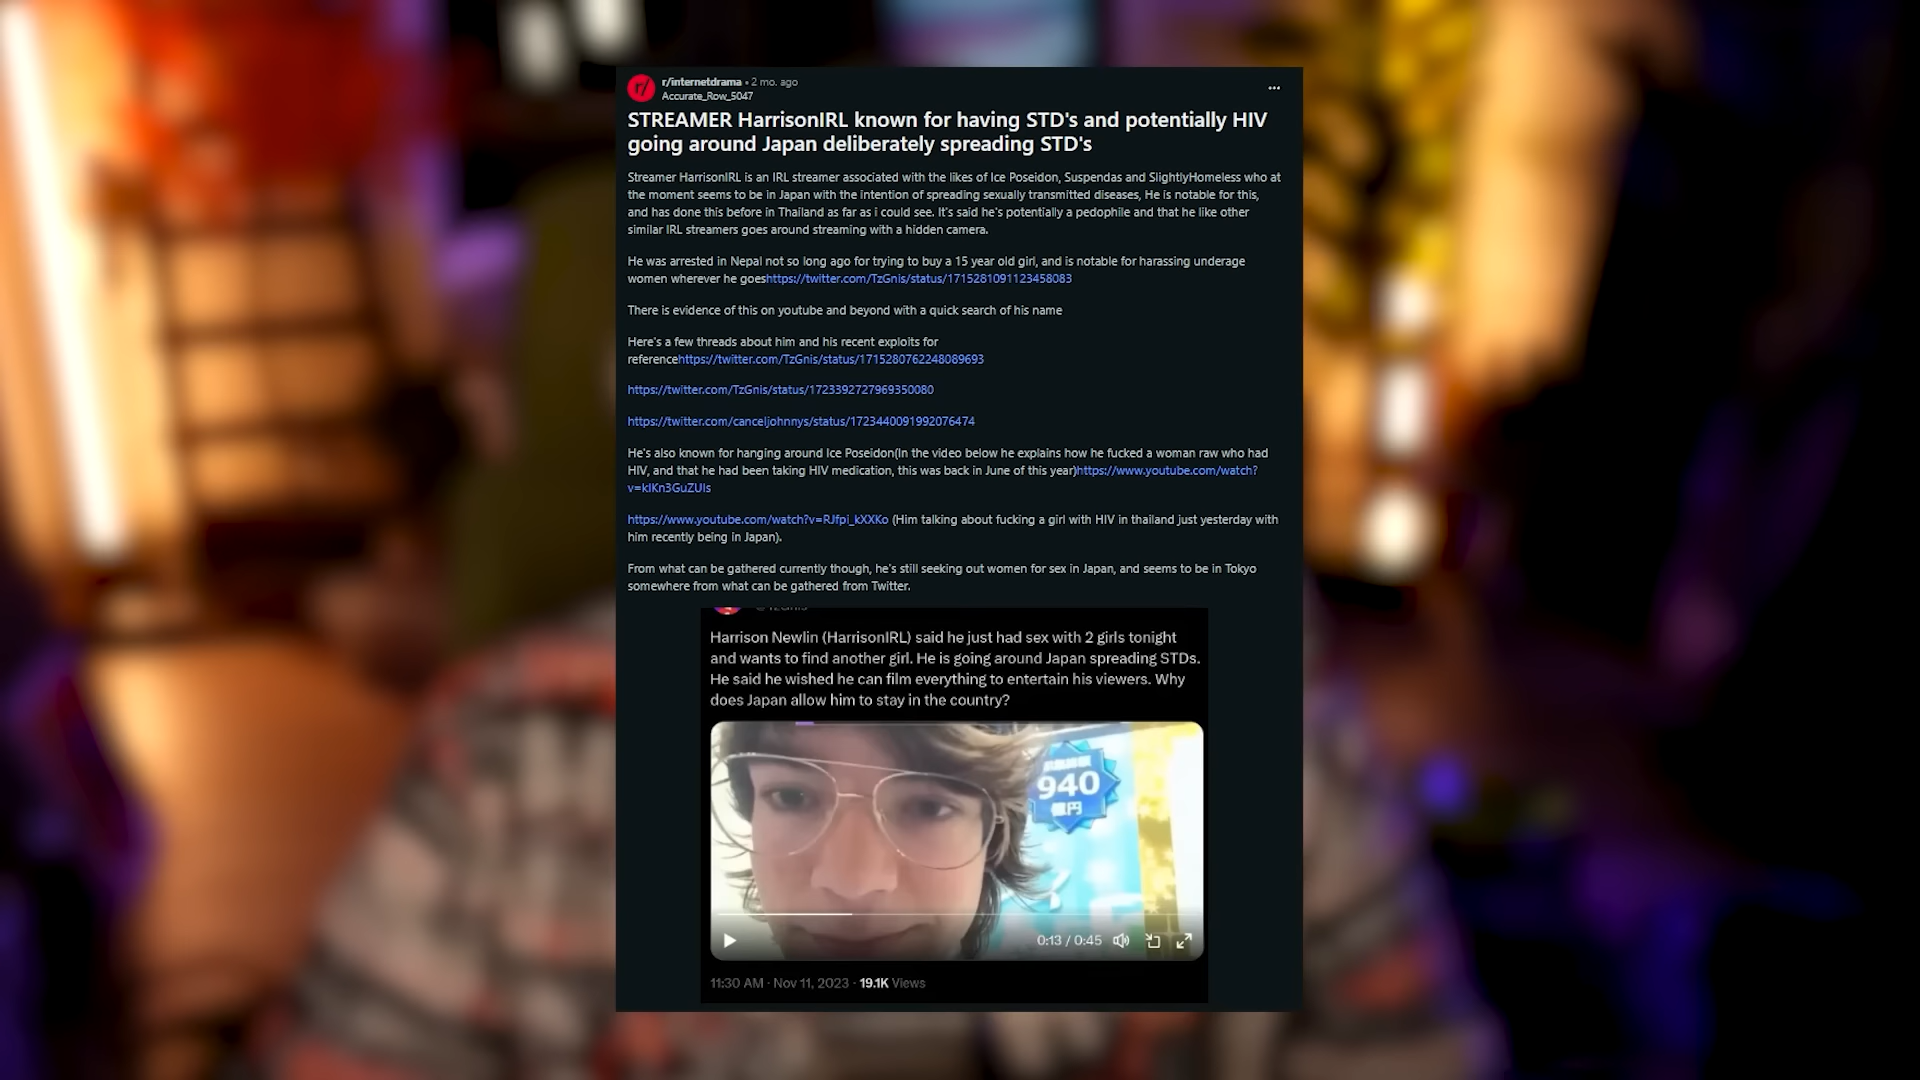 r/internetdrama • 2 mo. ago
Accurate_Row_5047
STREAMER HarrisonIRL known for having STD's and potentially HIV
going around Japan deliberately spreading STD's
Streamer HarrisonIRL is an IRL streamer associated with the likes of Ice Poseidon, Suspendas and SlightlyHomeless who at
the moment seems to be in Japan with the intention of spreading sexually transmitted diseases, He is notable for this,
and has done this before in Thailand as far as i could see. It's said he's potentially a pedophile and that he like other
similar IRL streamers goes around streaming with a hidden camera.
He was arrested in Nepal not so long ago for trying to buy a 15 year old girl, and is notable for harassing underage
women wherever he goeshttps://twitter.com/TzGnis/status/1715281091123458083
There is evidence of this on youtube and beyond with a quick search of his name
Here's a few threads about him and his recent exploits for
referencehttps://twitter.com/TzGnis/status/1715280762248089693
https://twitter.com/TzGnis/status/1723392727969350080
https://twitter.com/canceljohnnys/status/1723440091992076474
He's also known for hanging around Ice Poseidon(In the video below he explains how he fucked a woman raw who had
HIV, and that he had been taking HIV medication, this was back in June of this year)https://www.youtube.com/watch?
v=kIKn3GuZUIs
https://www.youtube.com/watch?v=RJfpi_kXXKo (Him talking about fucking a girl with HIV in thailand just yesterday with
him recently being in Japan).
From what can be gathered currently though, he's still seeking out women for sex in Japan, and seems to be in Tokyo
somewhere from what can be gathered from Twitter.
Harrison Newlin (HarrisonIRL) said he just had sex with 2 girls tonight
and wants to find another girl. He is going around Japan spreading STDs.
He said he wished he can film everything to entertain his viewers. Why
does Japan allow him to stay in the country?
940
億円
0:13 / 0:45
11:30 AM · Nov 11, 2023 · 19.1K Views